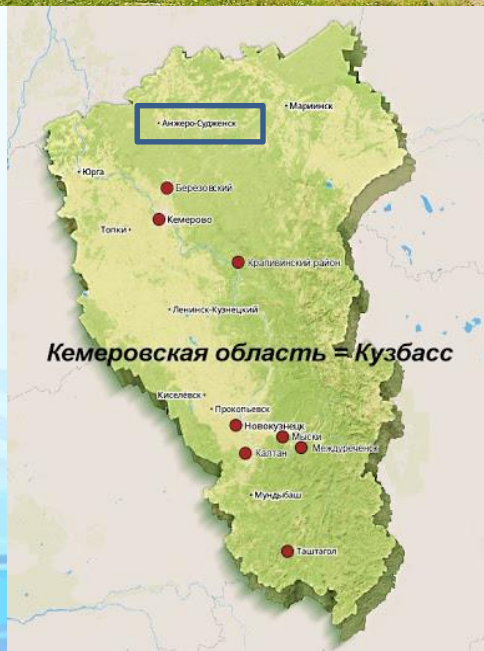 Мариинск
Анжеро-Судженск
Юрга
Березовский
Кемерово
Топки
Крапивинский район
Ленинск-Кузнецкий
Кемеровская область = Кузбасс
Киселёвск
Прокопьевск
Новокузнецк
Мыски
Междуреченск
Калтан
Мундыбаш
Таштагол